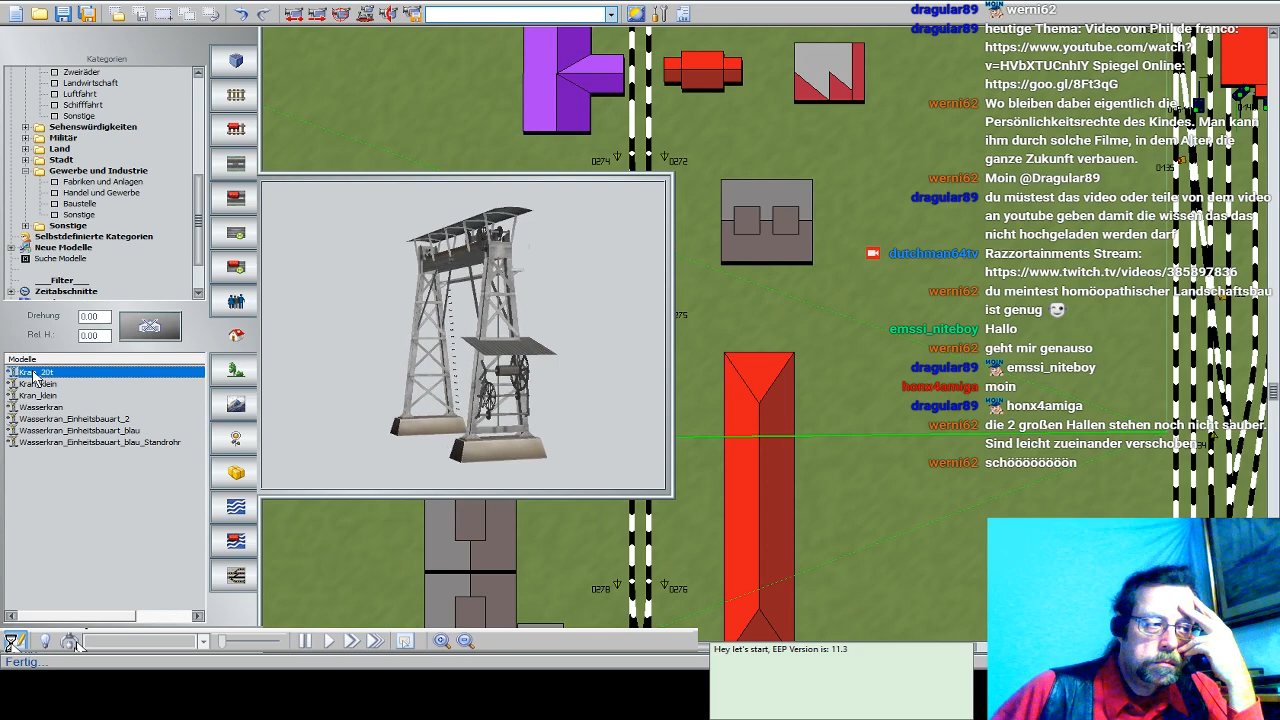 Kategorien
Zweiräder
Landwirtschaft
Luftfahrt
Schifffahrt
Sonstige
Sehenswürdigkeiten
Militär
Land
Stadt
Gewerbe und Industrie
Fabriken und Anlagen
Handel und Gewerbe
Baustelle
Sonstige
Sonstige
Selbstdefinierte Kategorien
Neue Modelle
Suche Modelle
____Filter____
Zeitabschnitte
Drehung: 0.00
Rel. H.: 0.00
Modelle
Kran_20t
Kran_klein
Kran_klein
Wasserkran
Wasserkran_Einheitsbauart_2
Wasserkran_Einheitsbauart_blau
Wasserkran_Einheitsbauart_blau_Standrohr
Fertig...
0274
0272
0278
0276
dragular89 MOIN werni62
dragular89 heutige Thema: Video von Phil de franco:
https://www.youtube.com/watch?
v=HVbXTUCnhlY Spiegel Online:
https://goo.gl/8Ft3qG
werni62 Wo bleiben dabei eigentlich die
Persönlichkeitsrechte des Kindes. Man kann
ihm durch solche Filme, in dem Alter, die
ganze Zukunft verbauen.
werni62 Moin @Dragular89
dragular89 du müstest das video oder teile von dem video
an youtube geben damit die wissen das das
nicht hochgeladen werden darf
dutchman64tv Razzortainments Stream:
https://www.twitch.tv/videos/385897836
werni62 du meintest homöopathischer Landschaftsbau
ist genug
emssi_niteboy Hallo
werni62 geht mir genauso
dragular89 MOIN emssi_niteboy
honx4amiga moin
dragular89 MOIN honx4amiga
werni62 die 2 großen Hallen stehen noch nicht sauber.
Sind leicht zueinander verschoben
werni62 schööööööön
Hey let's start, EEP Version is: 11.3